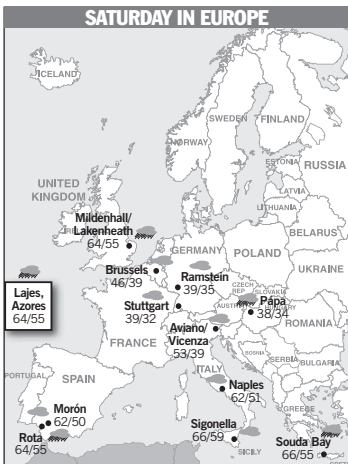 SATURDAY IN EUROPE
ICELAND
SWEDEN
FINLAND
NORWAY
ESTONIA
RUSSIA
LATVIA
LITHUANIA
UNITED
KINGDOM
BELARUS
Mildenhall/
Lakenheath
64/55
POLAND
GERMANY
UKRAINE
Brussels
46/39
Ramstein
39/35
Lajes,
Azores
64/55
CZECH
REP
SLOVAKIA
Stuttgart
39/32
Pápa
38/34
ROMANIA
Aviano/
Vicenza
53/39
FRANCE
BOSNIA
SERBIA
BULGARIA
ITALY
PORTUGAL
SPAIN
Naples
62/51
Morón
62/50
GREECE
Sigonella
66/59
Rota
64/55
SICILY
Souda Bay
66/55